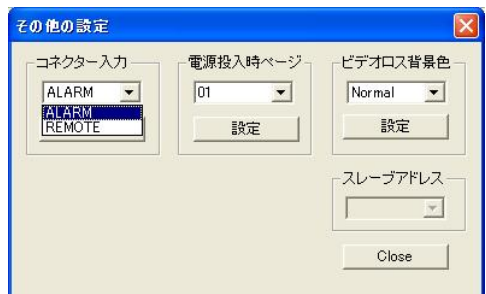 その他の設定
コネクター入力
電源投入時ページ
ビデオロス背景色
ALARM
01
Normal
ALARM
REMOTE
設定
設定
スレーブアドレス
Close